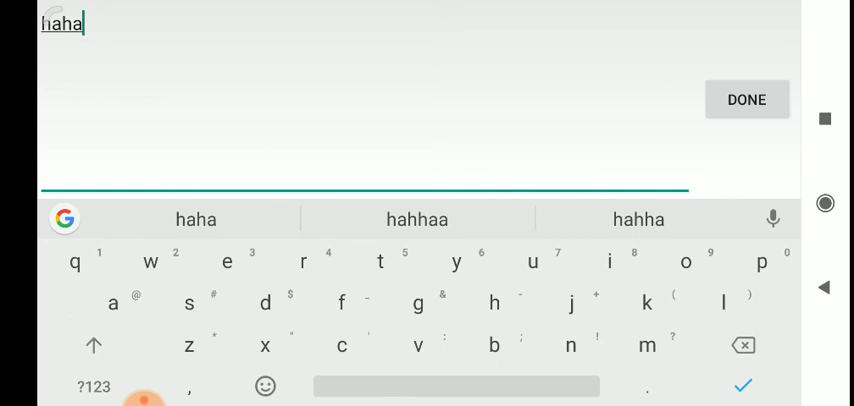 haha
DONE
G haha hahhaa hahha
q 1 w 2 e 3 r 4 t 5 y 6 u 7 i 8 o 9 p 0
a @ s # d $ f _ g & h - j + k ( l )
z * x " c ' v : b ; n ! m ?
?123 , .